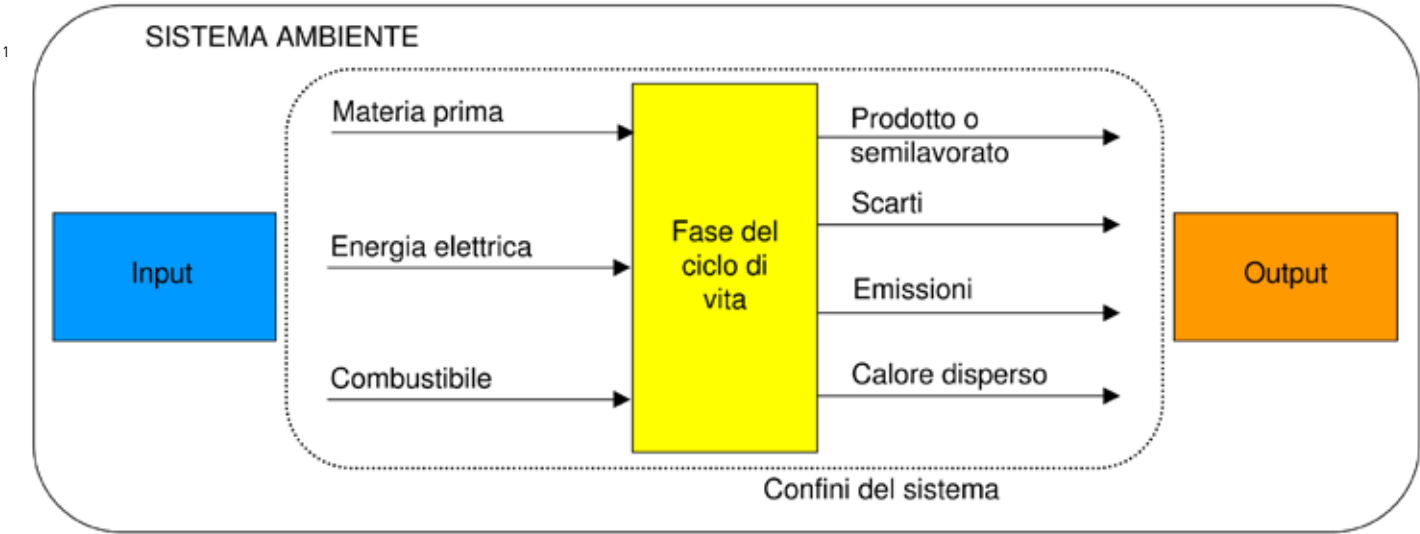 SISTEMA AMBIENTE
1
Materia prima
Prodotto o
semilavorato
Scarti
Energia elettrica
Fase del
ciclo di
vita
Input
Output
Emissioni
Combustibile
Calore disperso
Confini del sistema